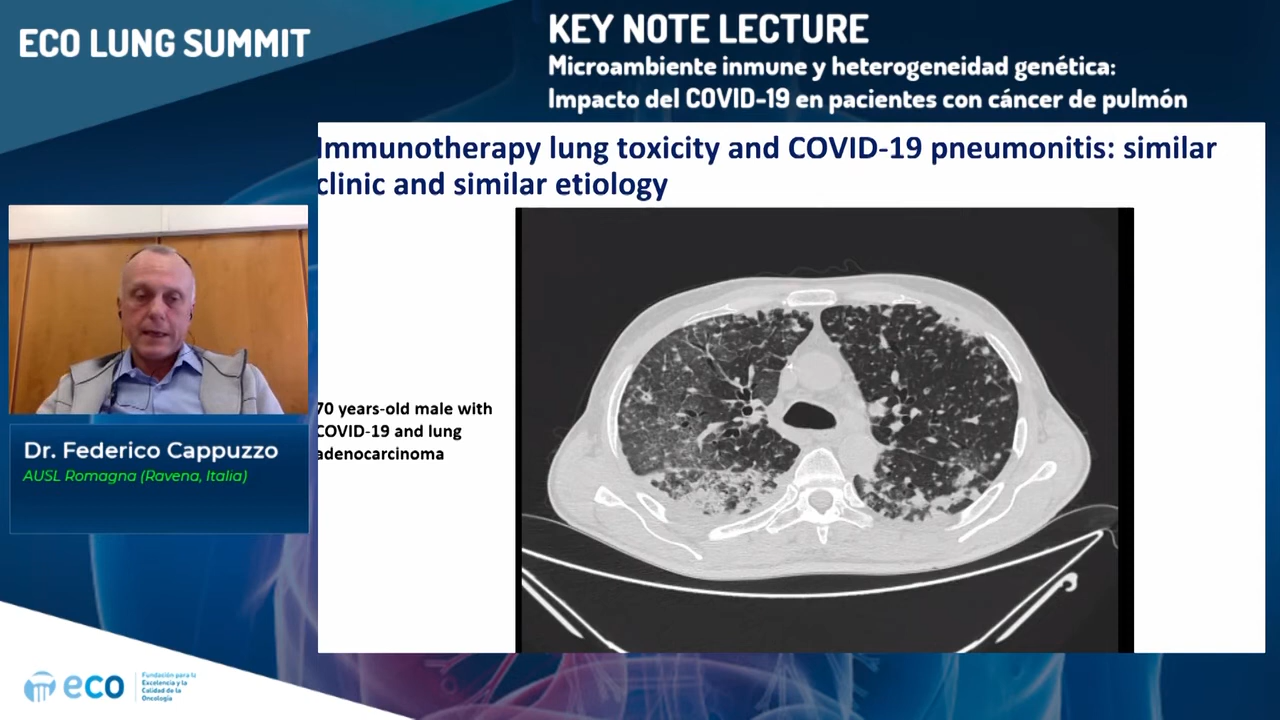 ECO LUNG SUMMIT
KEY NOTE LECTURE
Microambiente inmune y heterogeneidad genética:
Impacto del COVID-19 en pacientes con cáncer de pulmón
Immunotherapy lung toxicity and COVID-19 pneumonitis: similar
clinic and similar etiology
70 years-old male with
COVID-19 and lung
adenocarcinoma
Dr. Federico Cappuzzo
AUSL Romagna (Ravena, Italia)
eco
Fundación para la
Excelencia y la
Calidad de la
Oncología